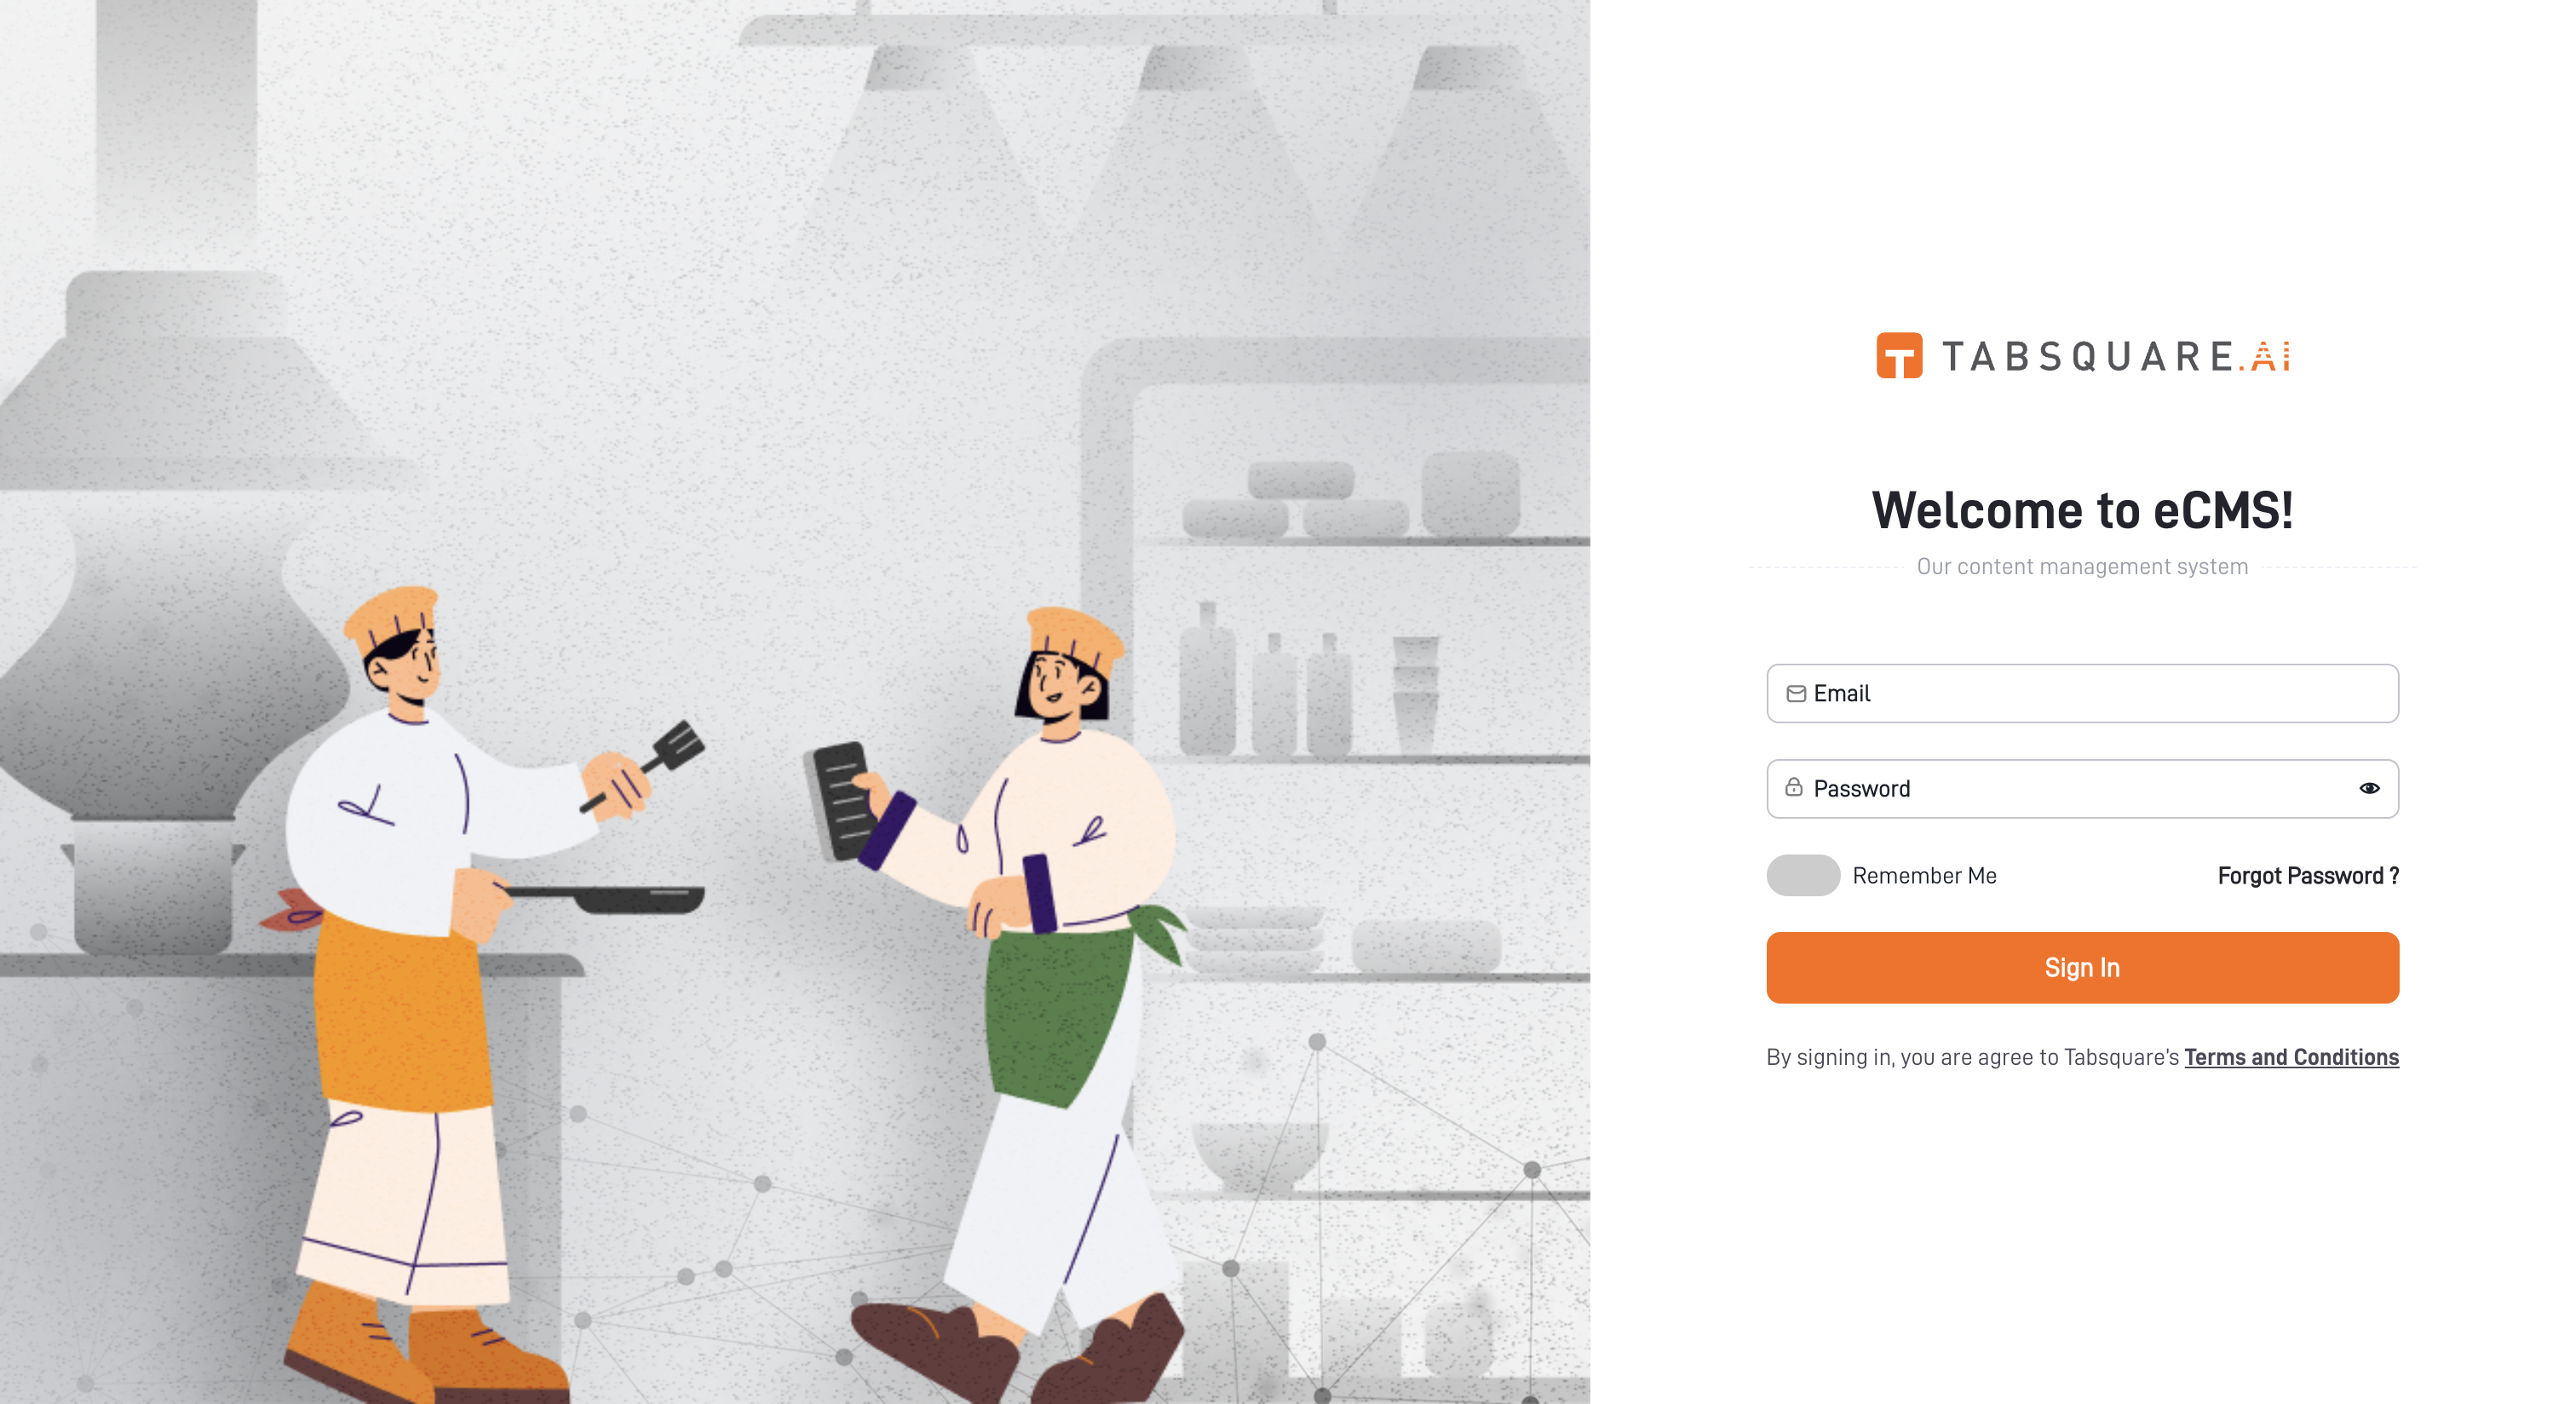 TABSQUARE.AI
Welcome to eCMS!
Our content management system
Email
Password
Remember Me
Forgot Password ?
Sign In
By signing in, you are agree to Tabsquare's Terms and Conditions